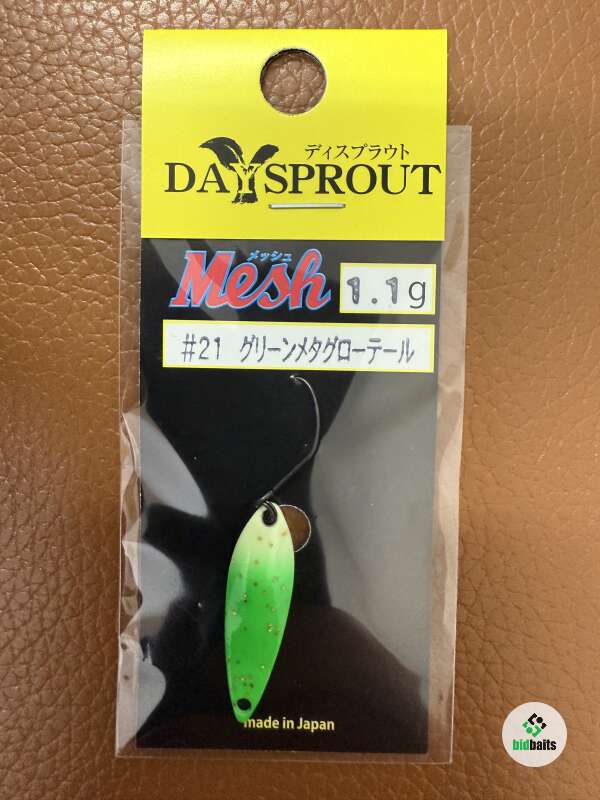 ディスプラウト
DAYSPROUT
メッシュ
Mesh
1.1g
#21 グリーンメタグローテール
made in Japan
bidbaits